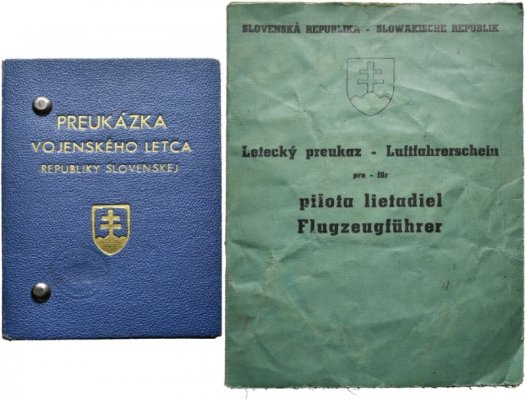 PREUKÁZKA
VOJENSKÉHO LETCA
REPUBLIKY SLOVENSKEJ
SLOVENSKÁ REPUBLIKA - SLOWAKISCHE REPUBLIK
Letecký preukaz - Luftfahrerschein
pre - für
pilota lietadiel
Flugzeugführer